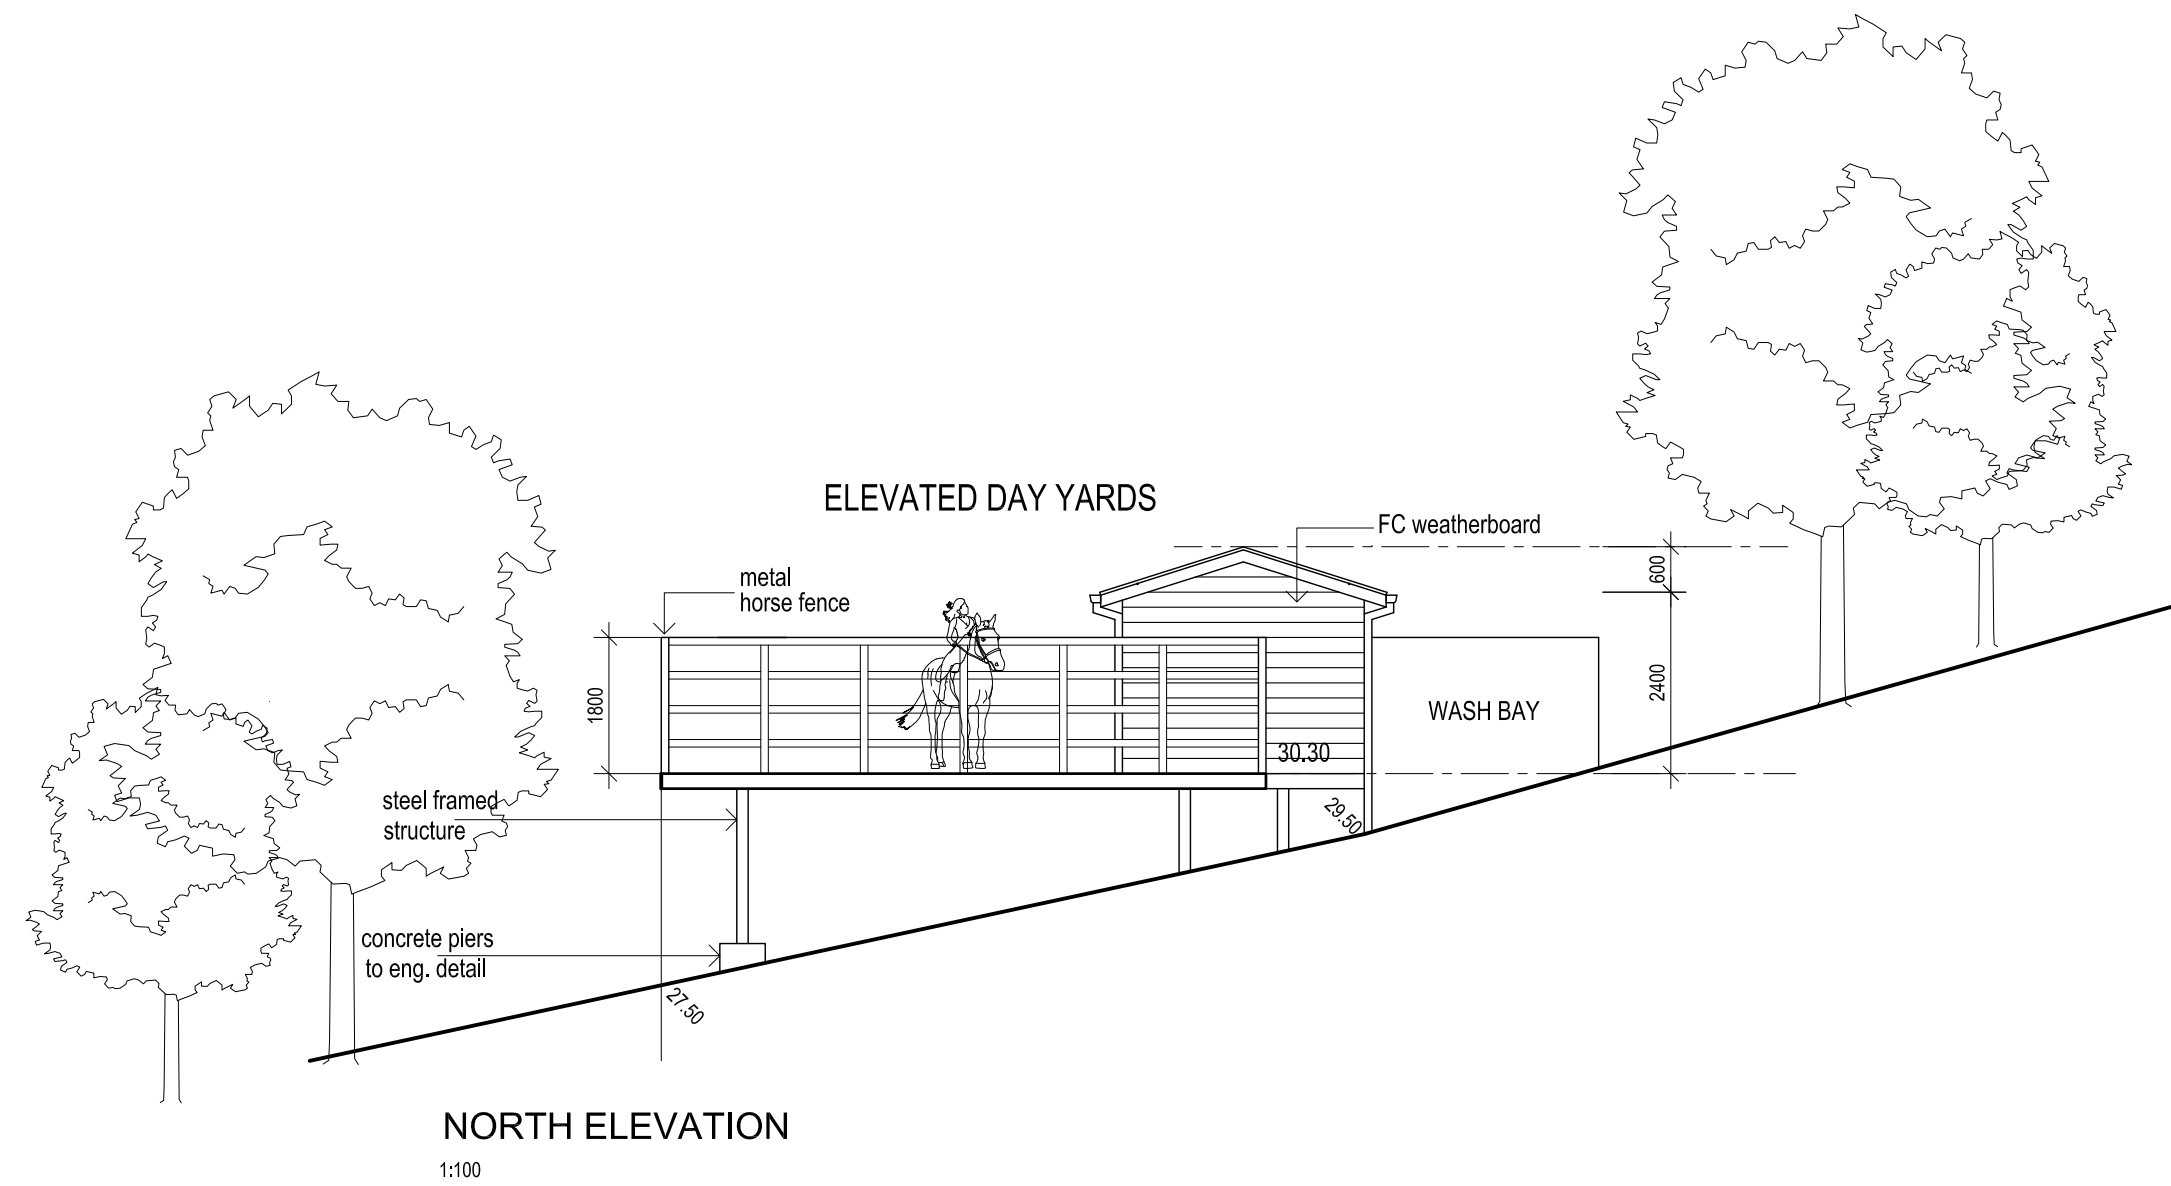 ELEVATED DAY YARDS
FC weatherboard
600
metal
horse fence
1800
2400
WASH BAY
30.30
steel framed
structure
29.50
concrete piers
to eng. detail
27.50
NORTH ELEVATION
1:100